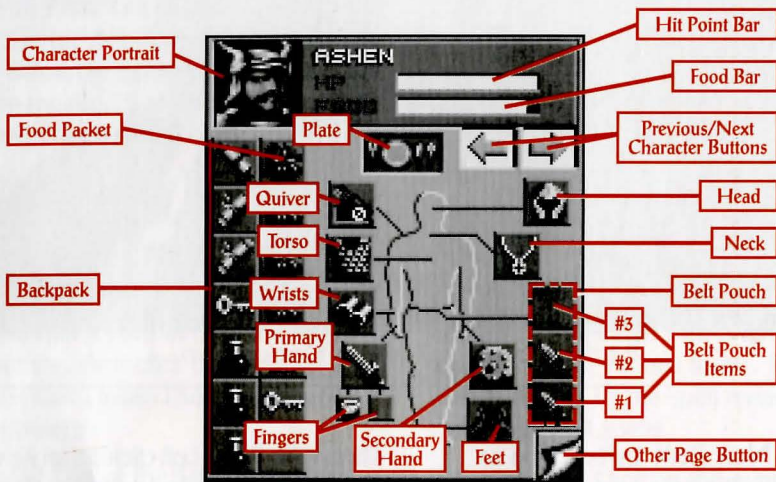 Hit Point Bar
Character Portrait
ASHEN
HP
FOOD
Food Bar
Food Packet
Plate
Previous/Next
Character Buttons
Quiver
Head
Torso
Neck
Backpack
Wrists
Belt Pouch
#3
Primary
Hand
#2
Belt Pouch
Items
#1
Fingers
Secondary
Hand
Feet
Other Page Button